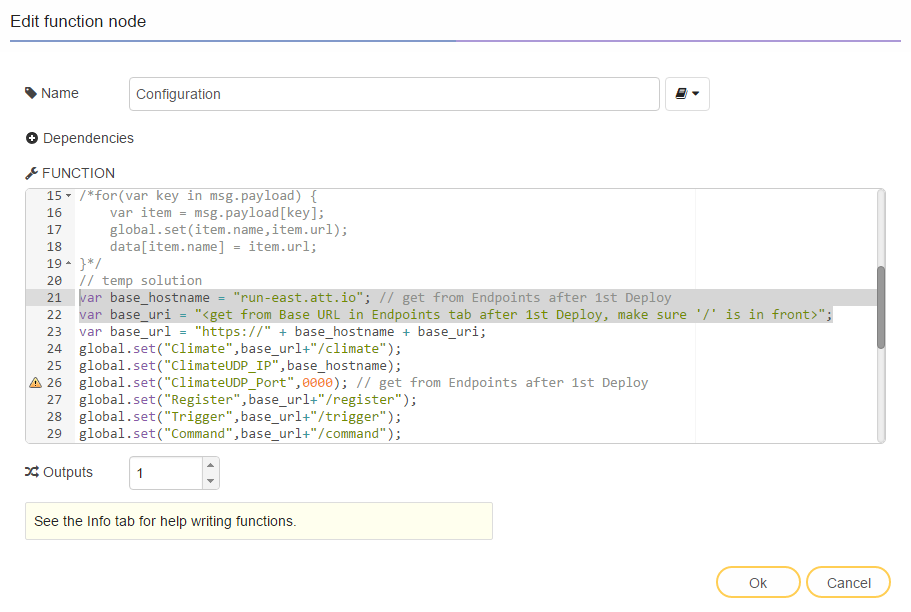 Edit function node
Name
Configuration
Dependencies
FUNCTION
15 /*for(var key in msg.payload) {
16     var item = msg.payload[key];
17     global.set(item.name,item.url);
18     data[item.name] = item.url;
19 }*/
20 // temp solution
21 var base_hostname = "run-east.att.io"; // get from Endpoints after 1st Deploy
22 var base_uri = "<get from Base URL in Endpoints tab after 1st Deploy, make sure '/' is in front>";
23 var base_url = "https://" + base_hostname + base_uri;
24 global.set("Climate",base_url+"/climate");
25 global.set("ClimateUDP_IP",base_hostname);
26 global.set("ClimateUDP_Port",0000); // get from Endpoints after 1st Deploy
27 global.set("Register",base_url+"/register");
28 global.set("Trigger",base_url+"/trigger");
29 global.set("Command",base_url+"/command");
Outputs
1
See the Info tab for help writing functions.
Ok
Cancel